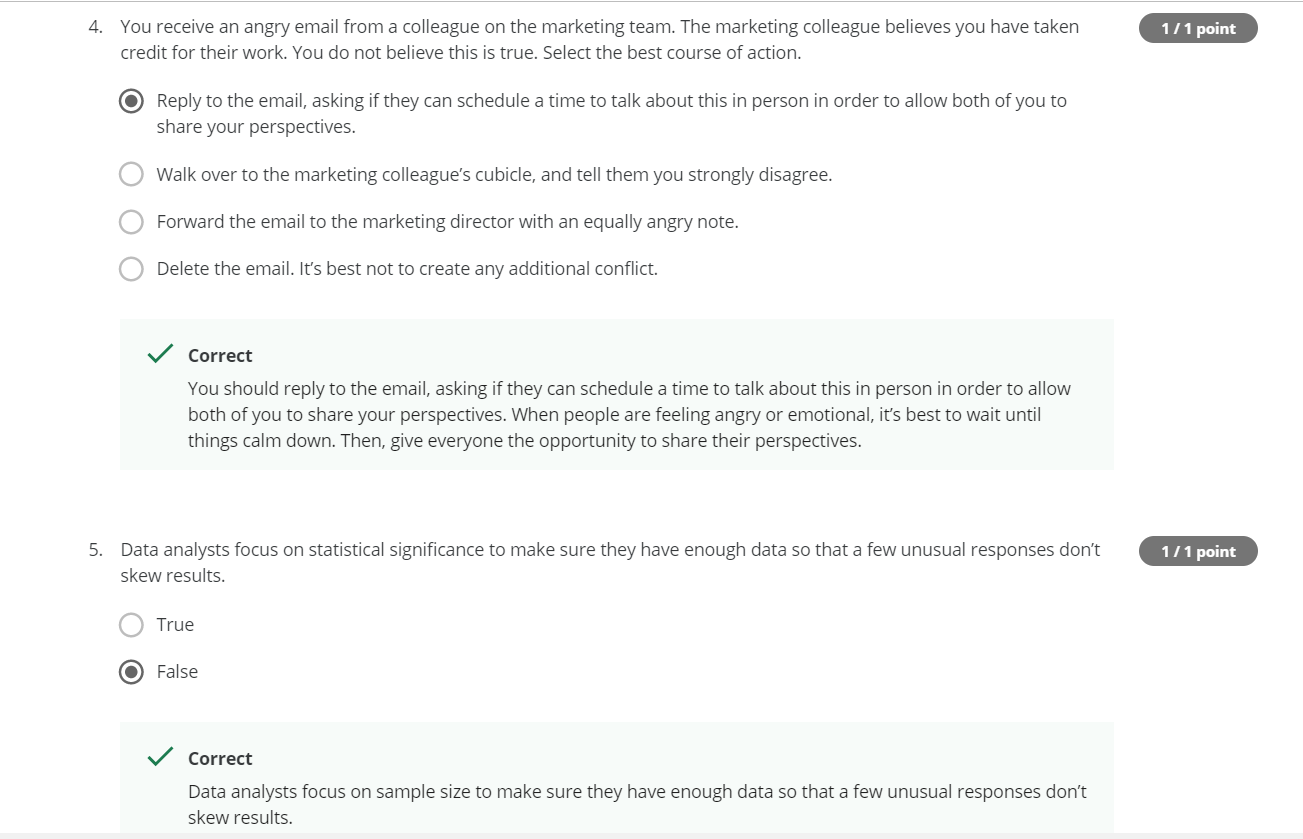 4. You receive an angry email from a colleague on the marketing team. The marketing colleague believes you have taken 1 / 1 point
credit for their work. You do not believe this is true. Select the best course of action.
Reply to the email, asking if they can schedule a time to talk about this in person in order to allow both of you to
share your perspectives.
Walk over to the marketing colleague’s cubicle, and tell them you strongly disagree.
Forward the email to the marketing director with an equally angry note.
Delete the email. It’s best not to create any additional conflict.
Correct
You should reply to the email, asking if they can schedule a time to talk about this in person in order to allow
both of you to share your perspectives. When people are feeling angry or emotional, it’s best to wait until
things calm down. Then, give everyone the opportunity to share their perspectives.
5. Data analysts focus on statistical significance to make sure they have enough data so that a few unusual responses don’t 1 / 1 point
skew results.
True
False
Correct
Data analysts focus on sample size to make sure they have enough data so that a few unusual responses don’t
skew results.